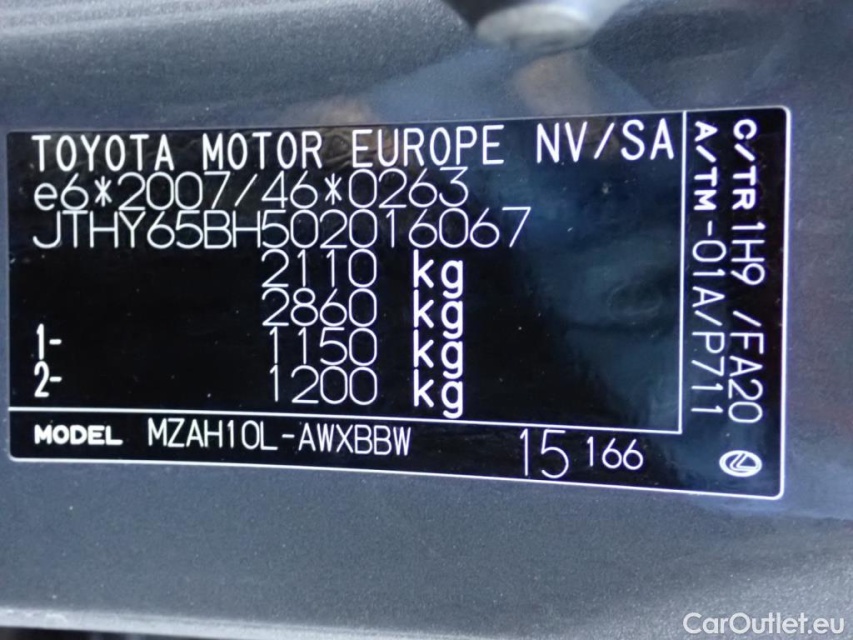 TOYOTA MOTOR EUROPE NV/SA
e6*2007/46*0263
JTHY65BH502016067
2110 kg
2860 kg
1- 1150 kg
2- 1200 kg
MODEL MZAH10L-AWXBBW 15 166
C/TR 1H9 /FA20
A/TM -01A/P711
CarOutlet.eu